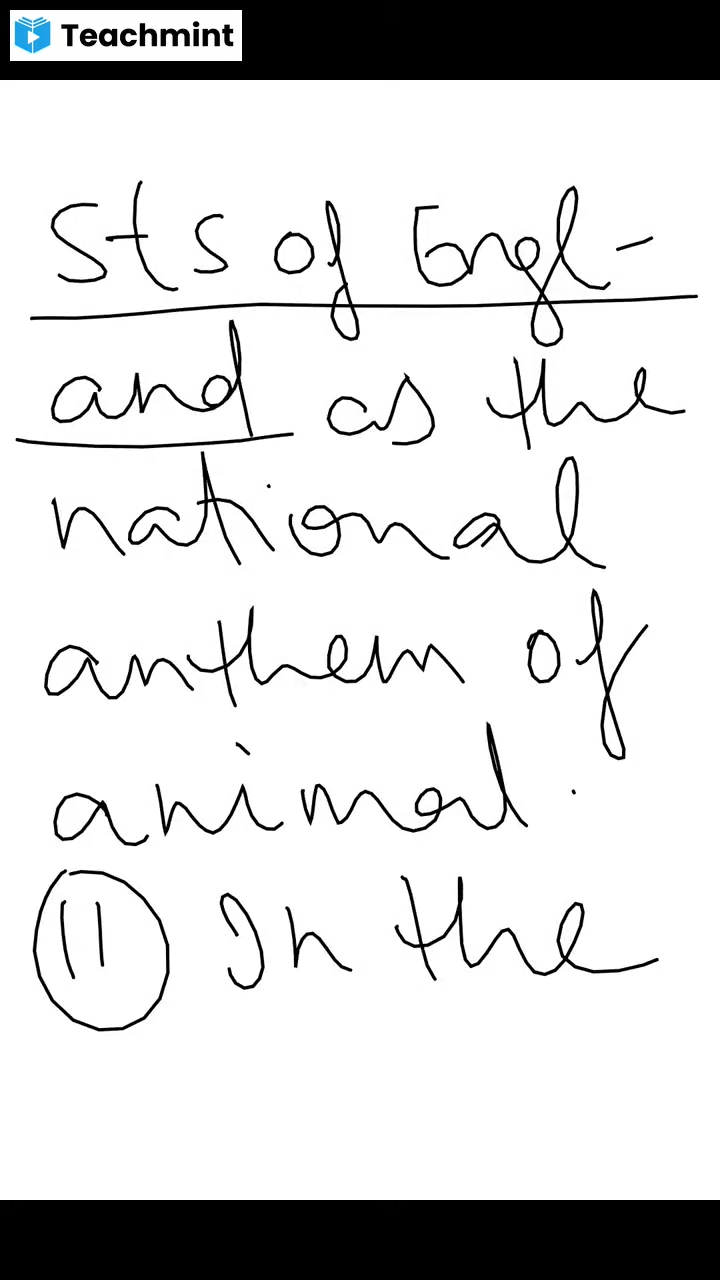 Teachmint
Sts of Engl-
and as the
national
anthem of
animal.
11 In the